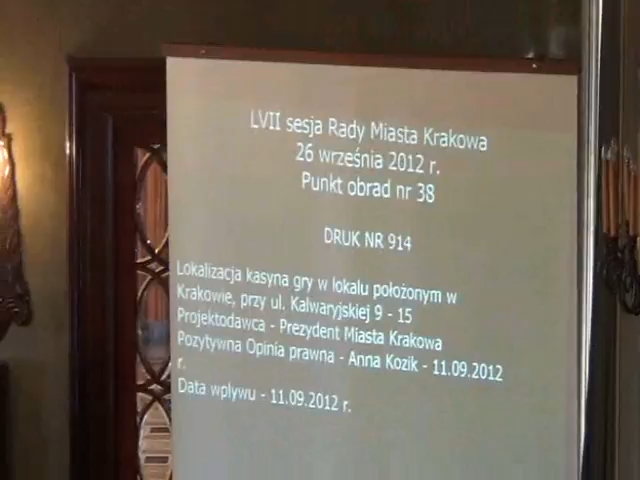 LVII sesja Rady Miasta Krakowa
26 września 2012 r.
Punkt obrad nr 38
DRUK NR 914
Lokalizacja kasyna gry w lokalu położonym w
Krakowie, przy ul. Kalwaryjskiej 9 - 15
Projektodawca - Prezydent Miasta Krakowa
Pozytywna Opinia prawna - Anna Kozik - 11.09.2012
r.
Data wpływu - 11.09.2012 r.